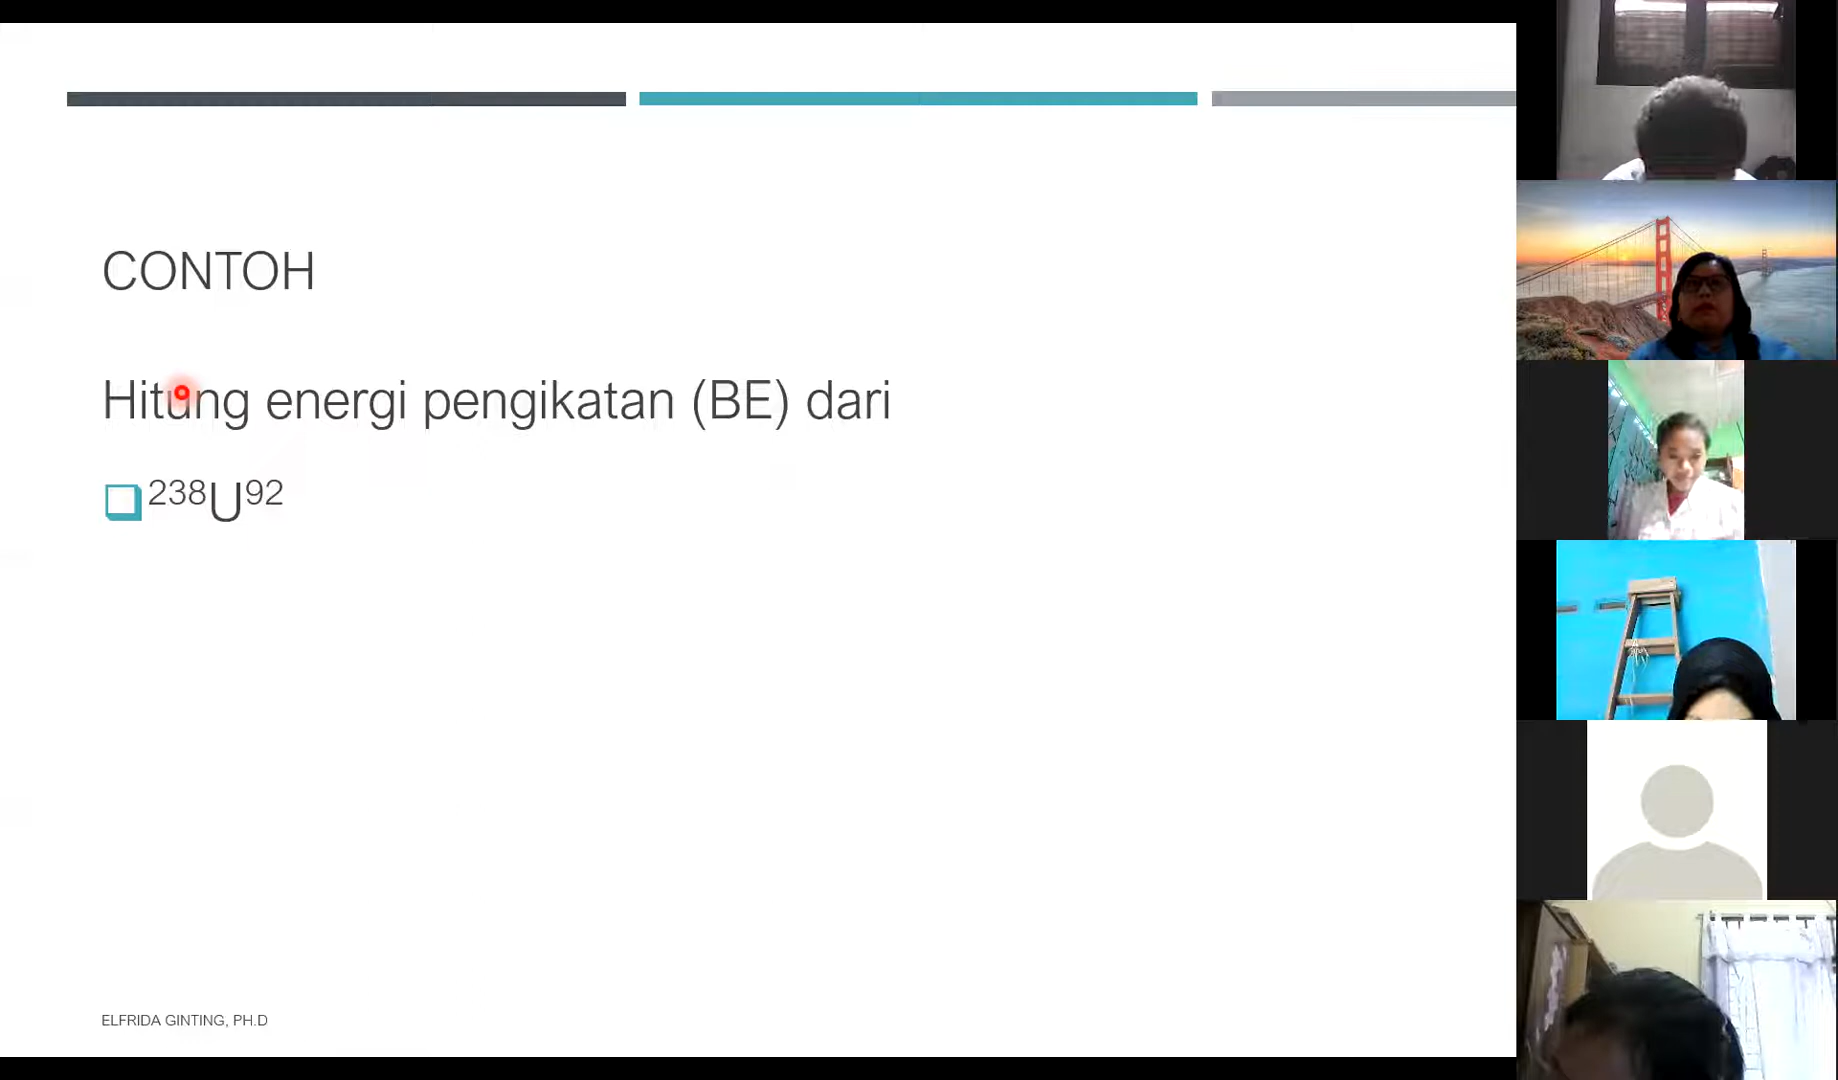 CONTOH
Hitung energi pengikatan (BE) dari
²³⁸U⁹²
ELFRIDA GINTING, PH.D